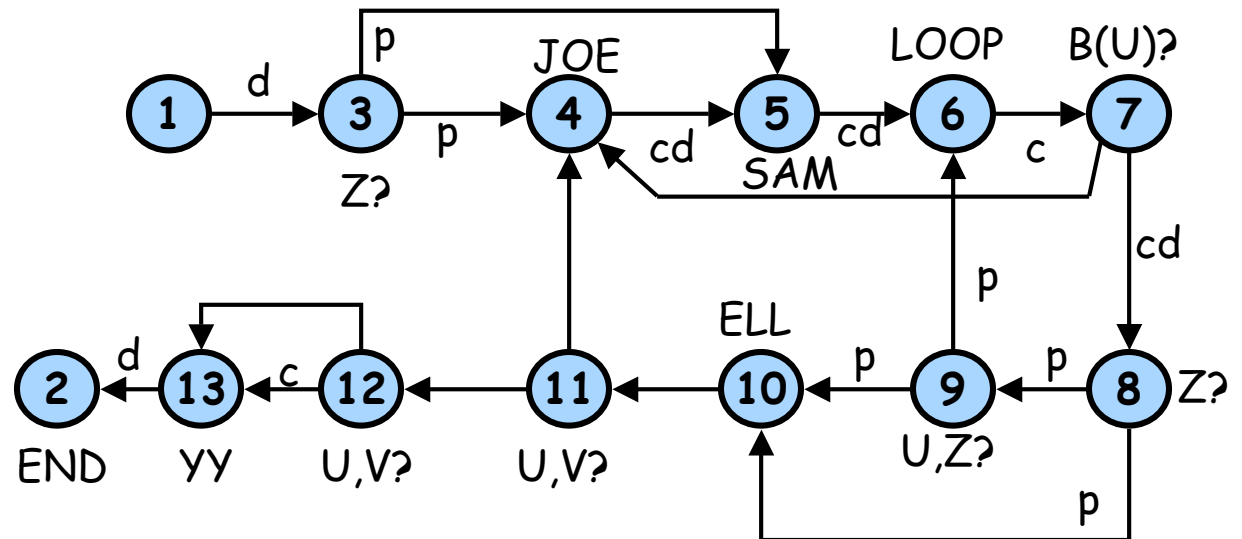 p
JOE
LOOP
B(U)?
d
1
3
4
5
6
7
p
cd
cd
c
Z?
SAM
cd
p
ELL
d
c
p
p
2
13
12
11
10
9
8
Z?
END
YY
U,V?
U,V?
U,Z?
p